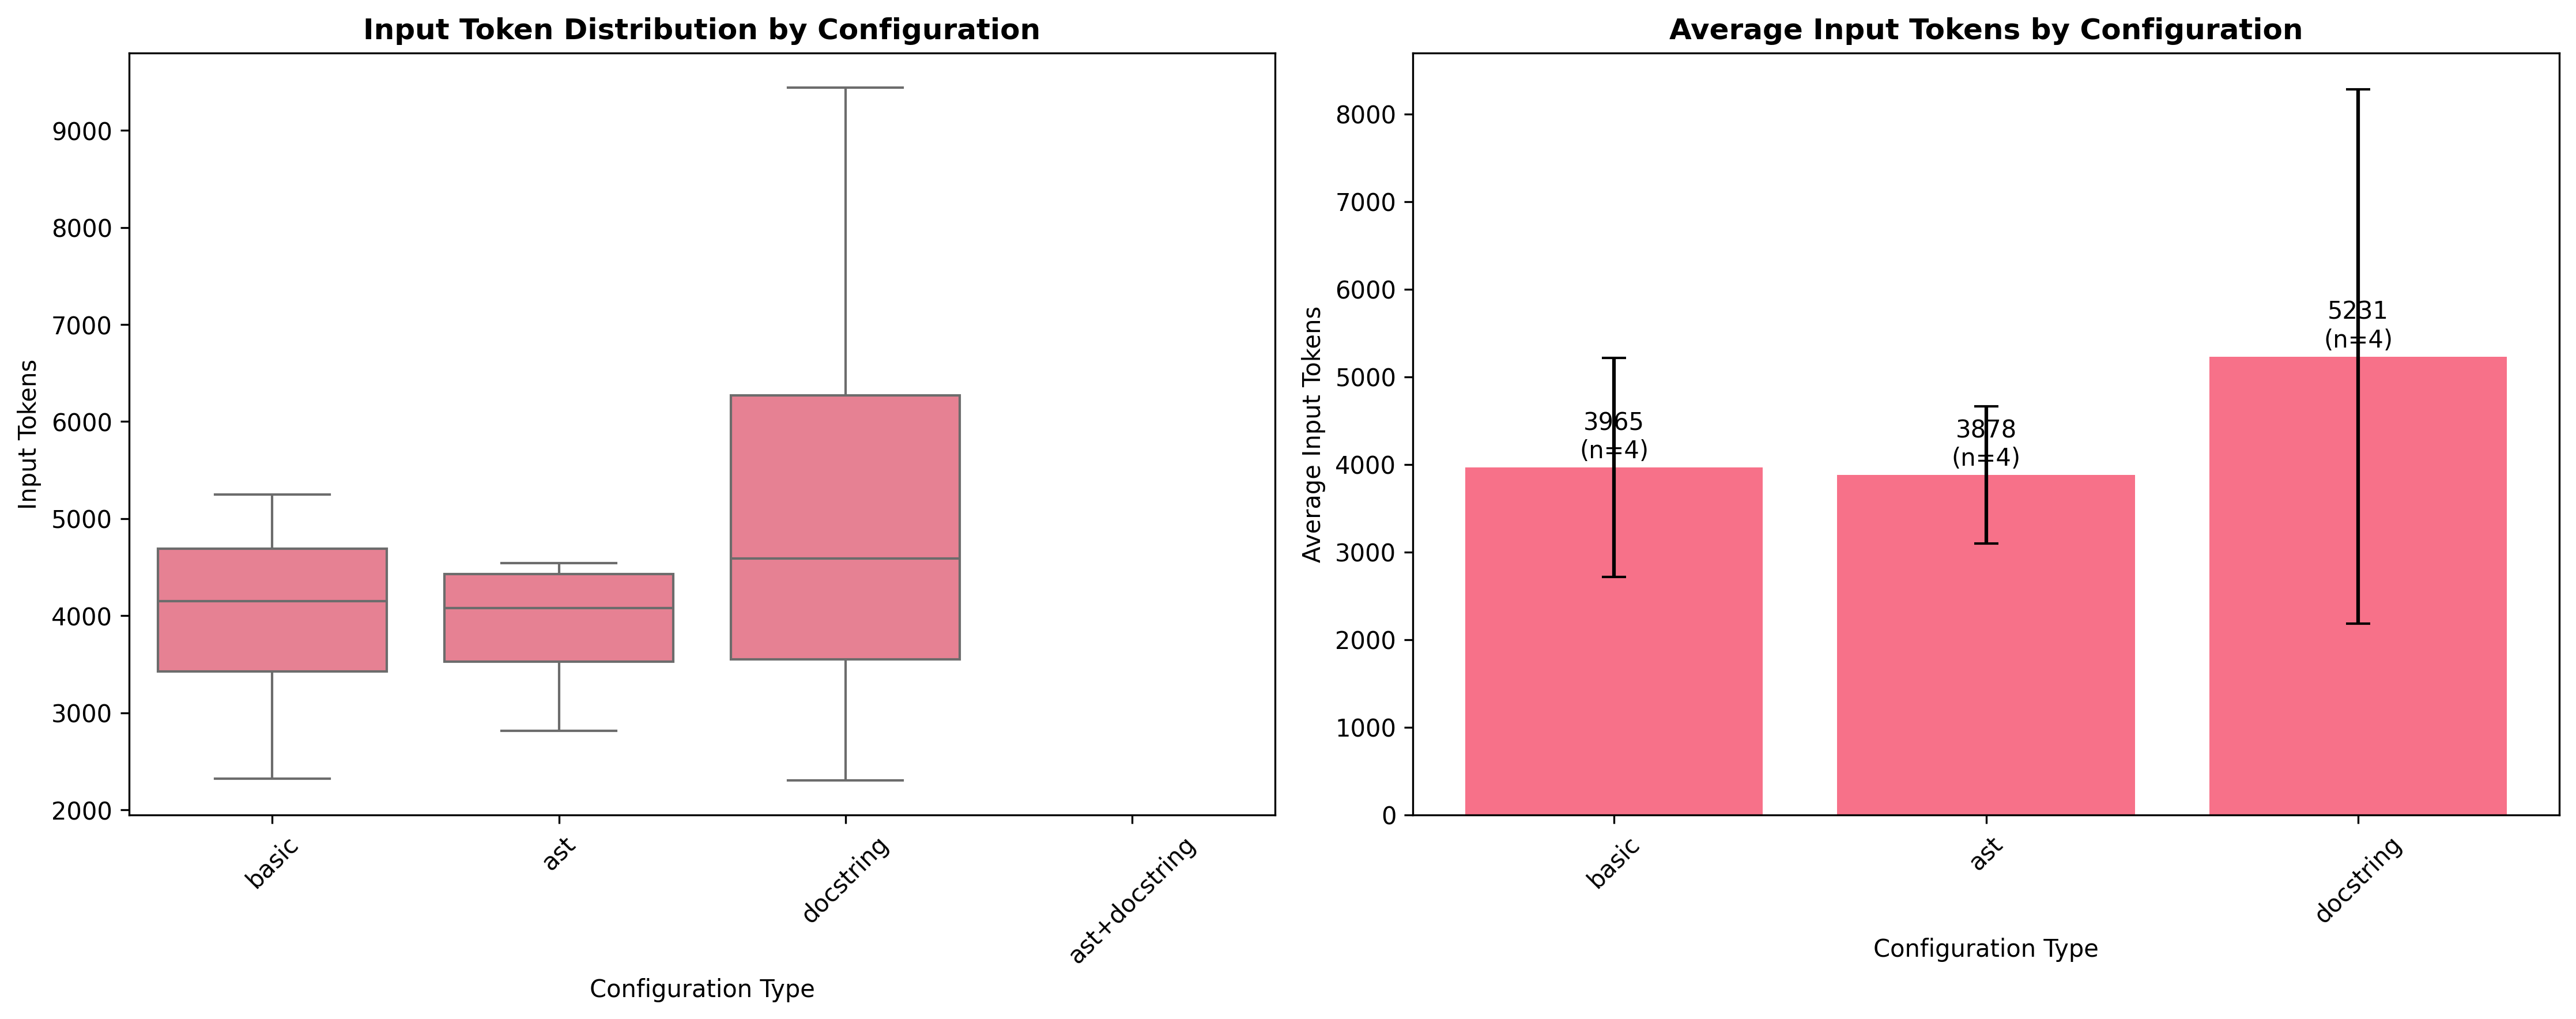 Input Token Distribution by Configuration
Input Tokens
9000
8000
7000
6000
5000
4000
3000
2000
basic
ast
docstring
ast+docstring
Configuration Type
Average Input Tokens by Configuration
Average Input Tokens
8000
7000
6000
5000
4000
3000
2000
1000
0
3965
(n=4)
3878
(n=4)
5231
(n=4)
basic
ast
docstring
Configuration Type